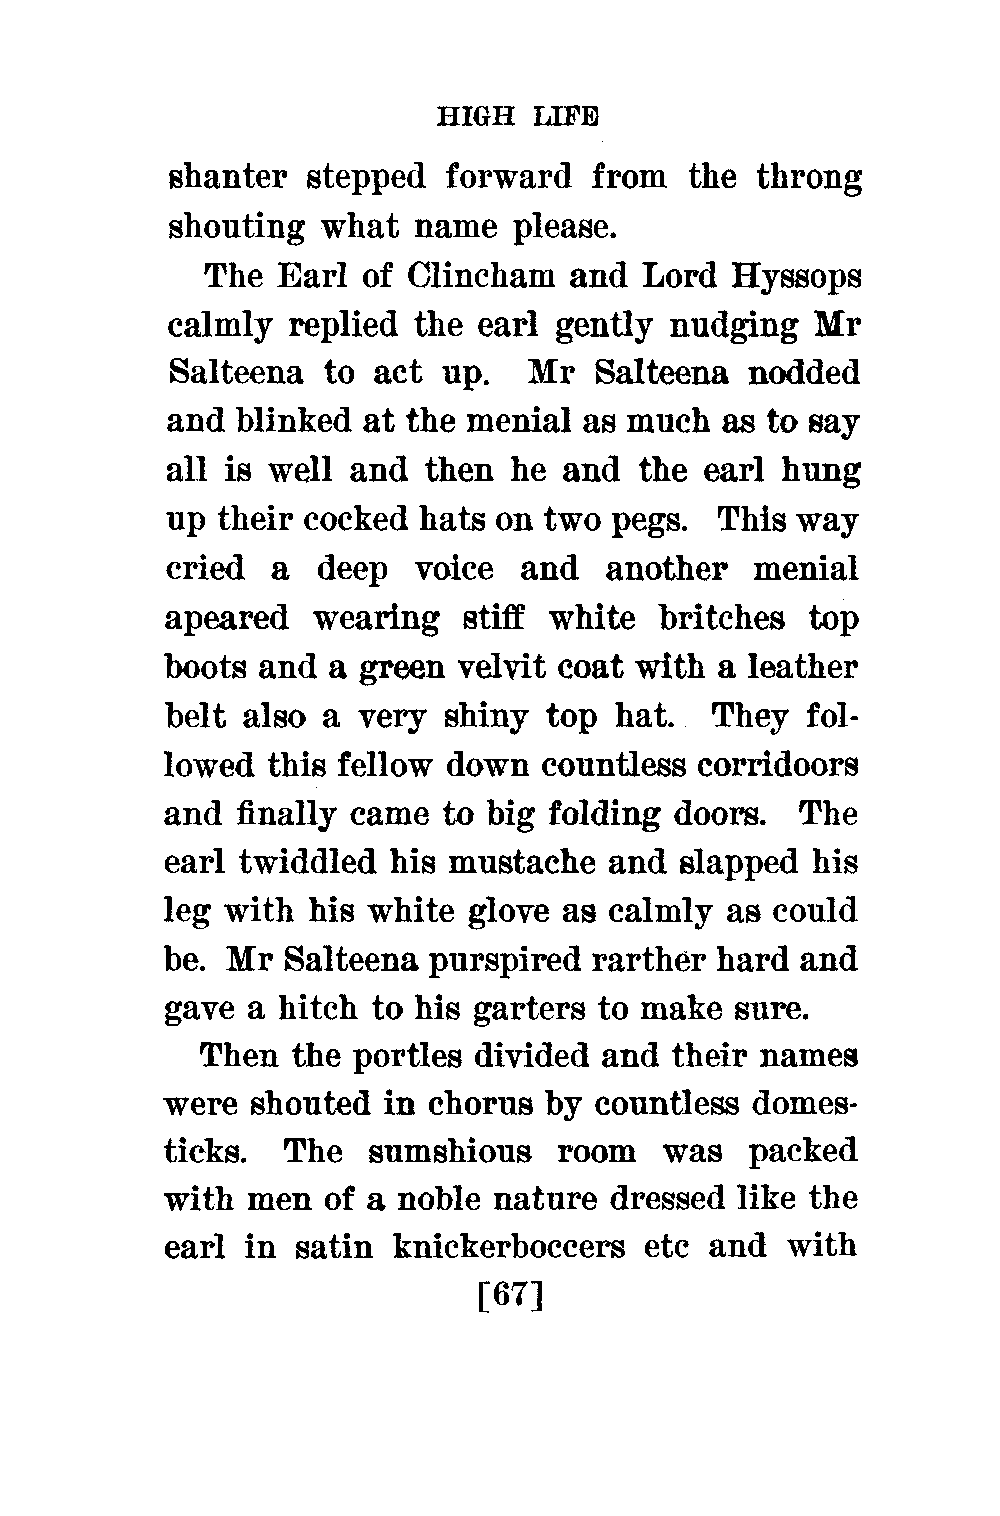 HIGH LIFE
shanter stepped forward from the throng
shouting what name please.
The Earl of Clincham and Lord Hyssops
calmly replied the earl gently nudging Mr
Salteena to act up. Mr Salteena nodded
and blinked at the menial as much as to say
all is well and then he and the earl hung
up their cocked hats on two pegs. This way
cried a deep voice and another menial
apeared wearing stiff white britches top
boots and a green velvit coat with a leather
belt also a very shiny top hat. They fol-
lowed this fellow down countless corridoors
and finally came to big folding doors. The
earl twiddled his mustache and slapped his
leg with his white glove as calmly as could
be. Mr Salteena purspired rarther hard and
gave a hitch to his garters to make sure.
Then the portles divided and their names
were shouted in chorus by countless domes-
ticks. The sumshious room was packed
with men of a noble nature dressed like the
earl in satin knickerboccers etc and with
[67]